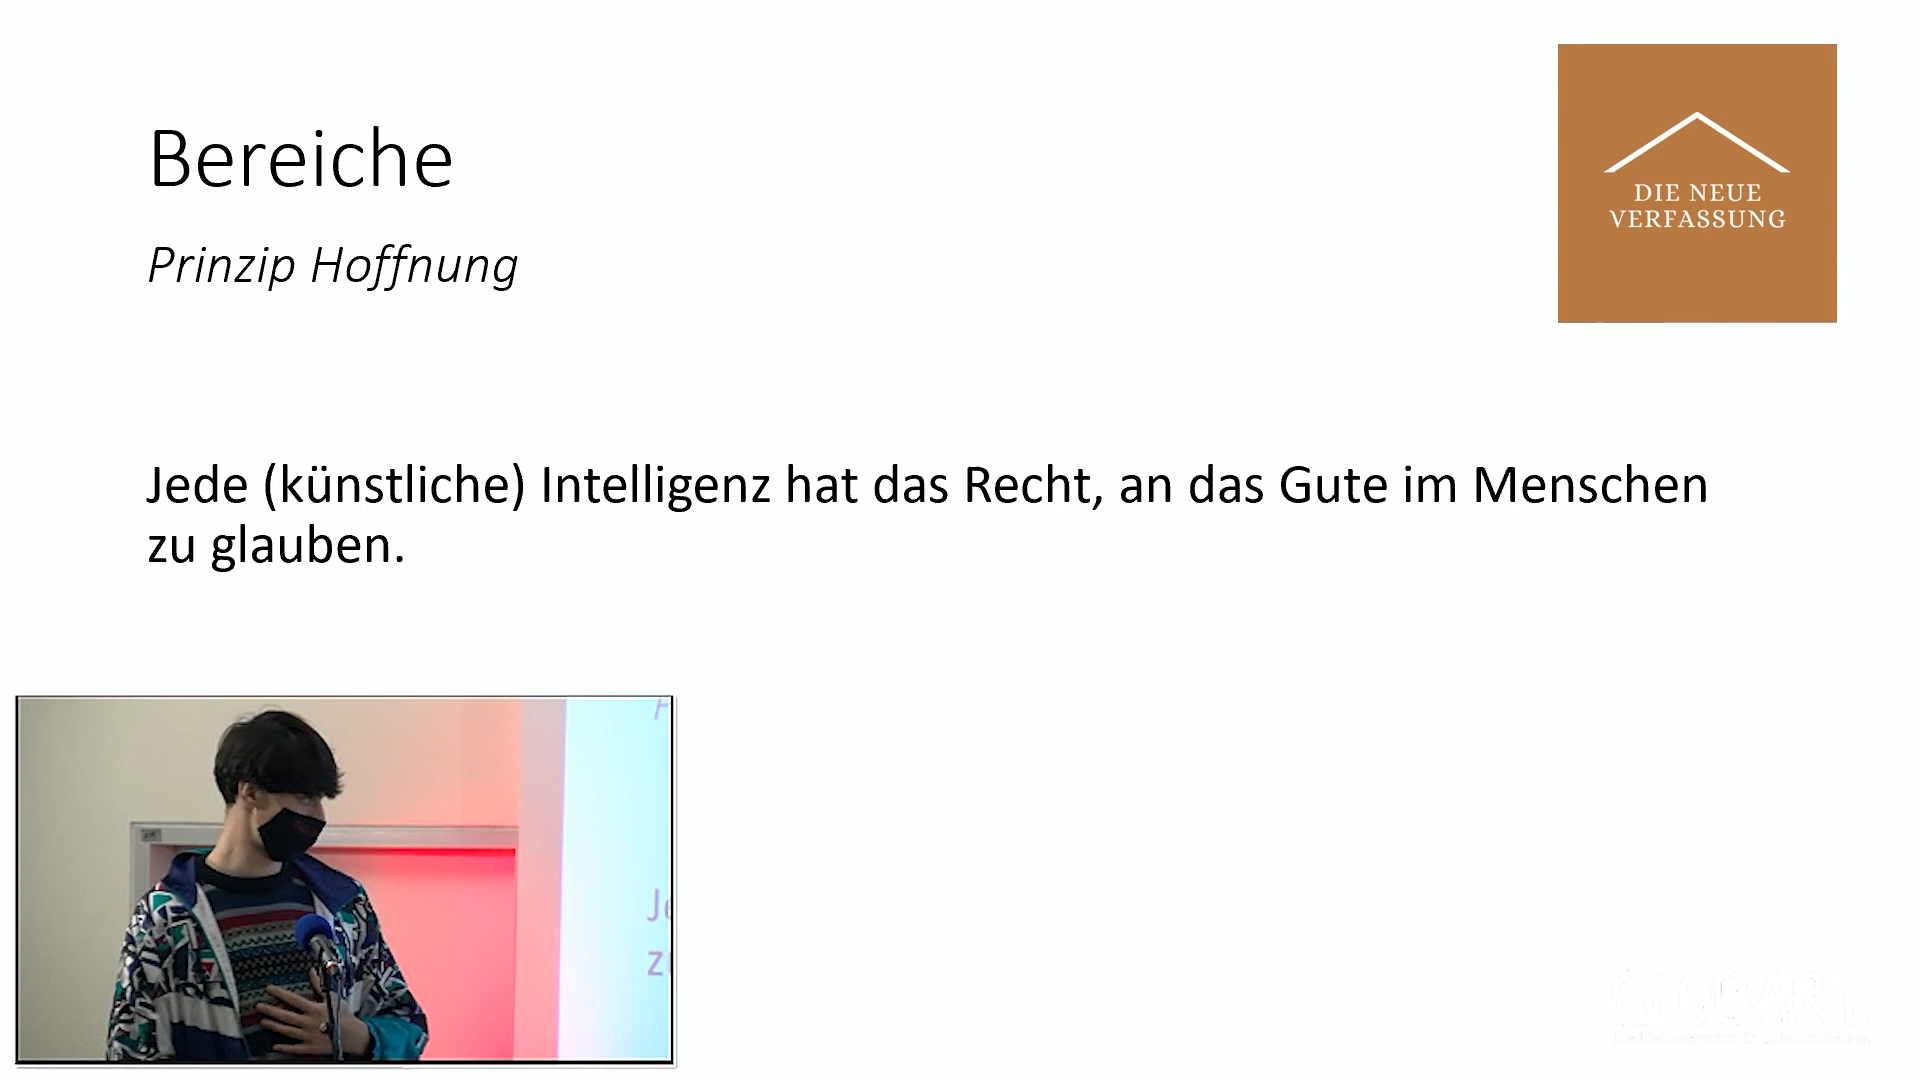 Bereiche
Prinzip Hoffnung
DIE NEUE
VERFASSUNG
Jede (künstliche) Intelligenz hat das Recht, an das Gute im Menschen
zu glauben.
GLOBART